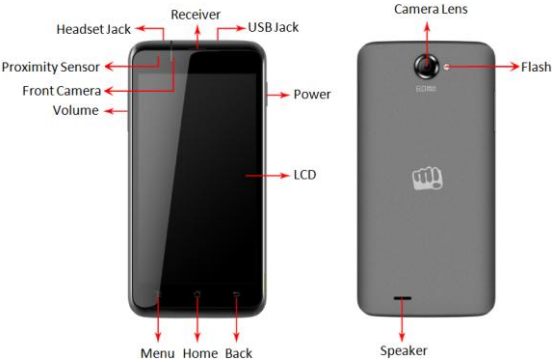 Camera Lens
Receiver
Headset Jack
USB Jack
Proximity Sensor
Flash
Front Camera
Power
Volume
LCD
Menu Home Back
Speaker